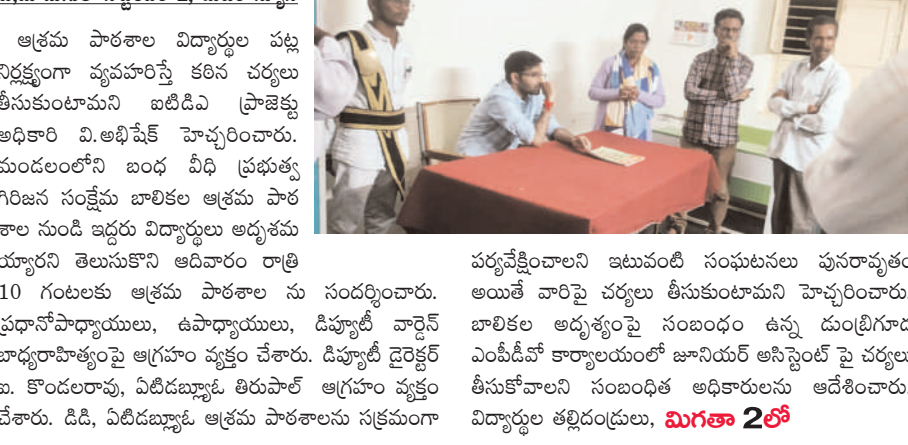 ఆశ్రమ పాఠశాల విద్యార్థుల పట్ల
నిర్లక్ష్యంగా వ్యవహరిస్తే కఠిన చర్యలు
తీసుకుంటామని ఐటిడిఎ ప్రాజెక్టు
అధికారి వి.అభిషేక్ హెచ్చరించారు.
మండలంలోని బంధ వీధి ప్రభుత్వ
గిరిజన సంక్షేమ బాలికల ఆశ్రమ పాఠ
శాల నుండి ఇద్దరు విద్యార్థులు అదృశమ
య్యారని తెలుసుకొని ఆదివారం రాత్రి
10 గంటలకు ఆశ్రమ పాఠశాల ను సందర్శించారు.
ప్రధానోపాధ్యాయులు, ఉపాధ్యాయులు, డిప్యూటీ వార్డెన్
బాధ్యరాహిత్యంపై ఆగ్రహం వ్యక్తం చేశారు. డిప్యూటీ డైరెక్టర్
ఐ. కొండలరావు, ఏటిడబ్ల్యూఓ తిరుపాల్ ఆగ్రహం వ్యక్తం
చేశారు. డిడి, ఏటిడబ్ల్యూఓ ఆశ్రమ పాఠశాలను సక్రమంగా
పర్యవేక్షించాలని ఇటువంటి సంఘటనలు పునరావృతం
అయితే వారిపై చర్యలు తీసుకుంటామని హెచ్చరించారు.
బాలికల అదృశ్యంపై సంబంధం ఉన్న డుంబ్రిగూడ
ఎంపీడీవో కార్యాలయంలో జూనియర్ అసిస్టెంట్ పై చర్యలు
తీసుకోవాలని సంబంధిత అధికారులను ఆదేశించారు.
విద్యార్థుల తల్లిదండ్రులు, మిగతా 2లో